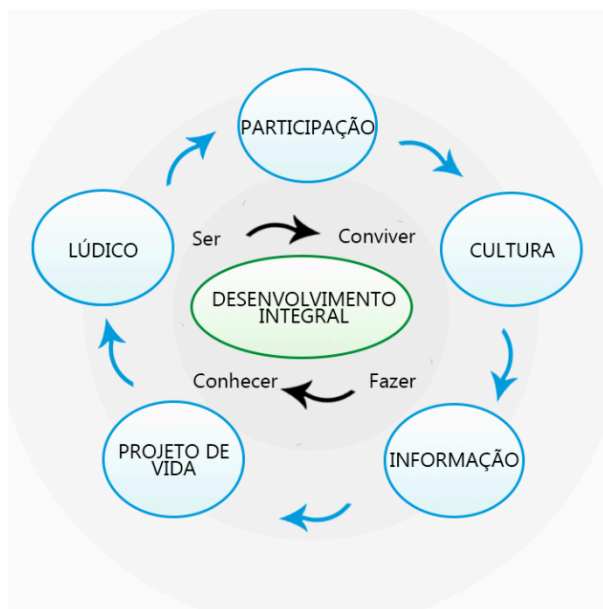 PARTICIPAÇÃO
LÚDICO
Ser
Conviver
CULTURA
DESENVOLVIMENTO
INTEGRAL
Conhecer
Fazer
PROJETO DE
VIDA
INFORMAÇÃO